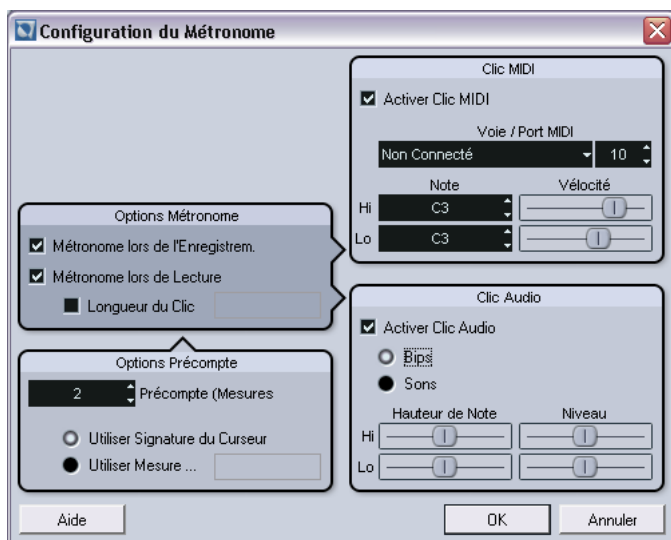 Configuration du Métronome
Clic MIDI
Activer Clic MIDI
Voie / Port MIDI
Non Connecté 10
Note Vélocité
Hi C3
Lo C3
Options Métronome
Métronome lors de l'Enregistrem.
Métronome lors de Lecture
Longueur du Clic
Options Précompte
2 Précompte (Mesures
Utiliser Signature du Curseur
Utiliser Mesure ...
Clic Audio
Activer Clic Audio
Bips
Sons
Hauteur de Note Niveau
Hi
Lo
Aide OK Annuler